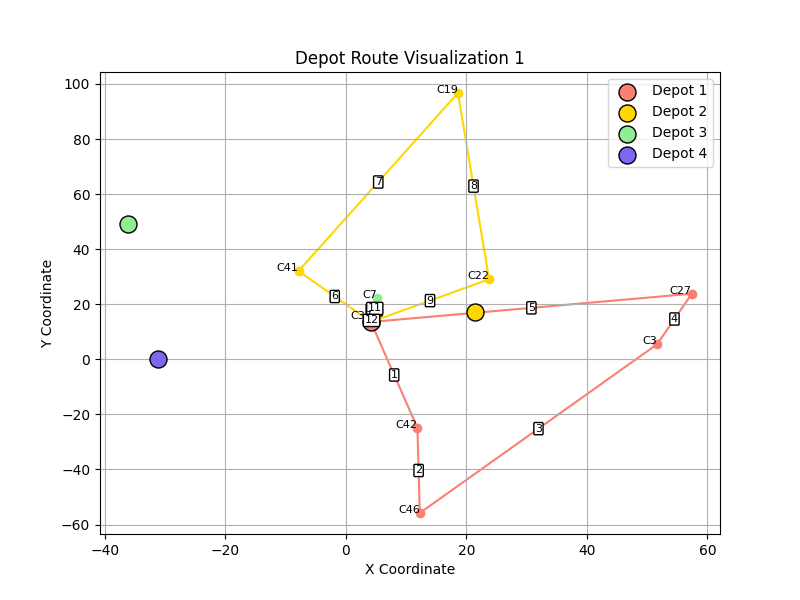 Depot Route Visualization 1
Depot 1
Depot 2
Depot 3
Depot 4
Y Coordinate
100
80
60
40
20
0
−20
−40
−60
C19
7
8
C41
C22
6
C7
9
11
12
5
C27
4
C3
1
C42
3
2
C46
−40
−20
0
20
40
60
X Coordinate